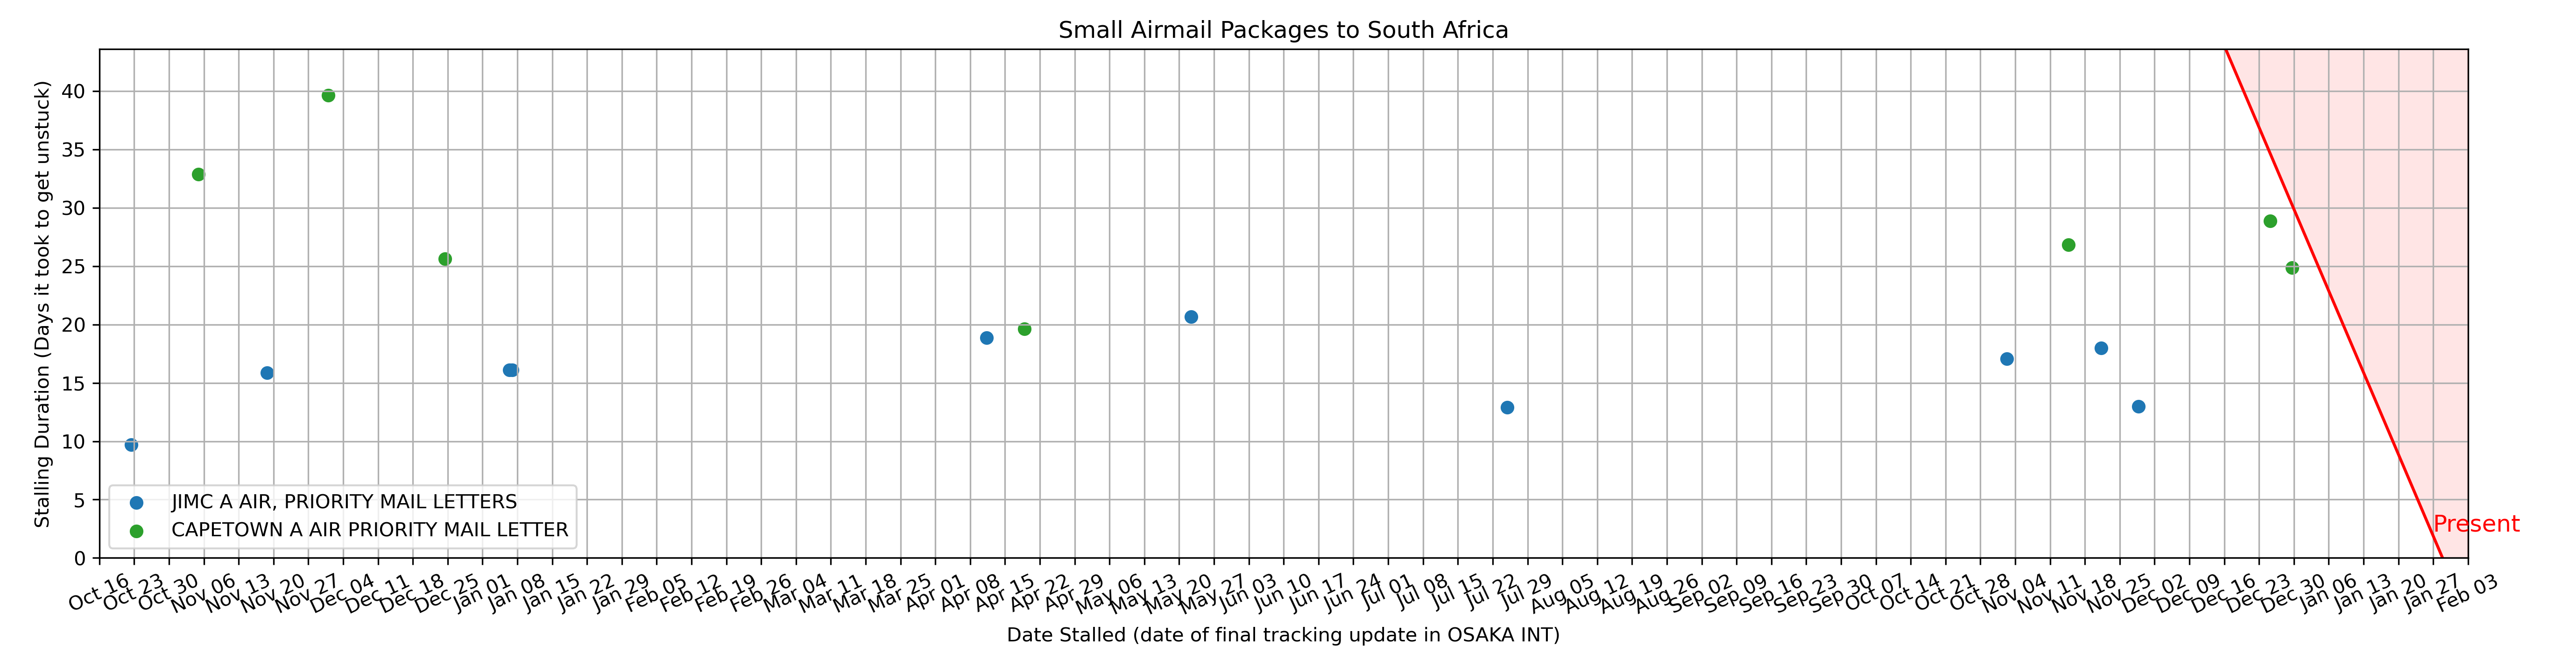 Small Airmail Packages to South Africa
Stalling Duration (Days it took to get unstuck)
40
35
30
25
20
15
10
5
0
JIMC A AIR, PRIORITY MAIL LETTERS
CAPETOWN A AIR PRIORITY MAIL LETTER
Present
Oct 16
Oct 23
Oct 30
Nov 06
Nov 13
Nov 20
Nov 27
Dec 04
Dec 11
Dec 18
Dec 25
Jan 01
Jan 08
Jan 15
Jan 22
Jan 29
Feb 05
Feb 12
Feb 19
Feb 26
Mar 04
Mar 11
Mar 18
Mar 25
Apr 01
Apr 08
Apr 15
Apr 22
Apr 29
May 06
May 13
May 20
May 27
Jun 03
Jun 10
Jun 17
Jun 24
Jul 01
Jul 08
Jul 15
Jul 22
Jul 29
Aug 05
Aug 12
Aug 19
Aug 26
Sep 02
Sep 09
Sep 16
Sep 23
Sep 30
Oct 07
Oct 14
Oct 21
Oct 28
Nov 04
Nov 11
Nov 18
Nov 25
Dec 02
Dec 09
Dec 16
Dec 23
Dec 30
Jan 06
Jan 13
Jan 20
Jan 27
Feb 03
Date Stalled (date of final tracking update in OSAKA INT)